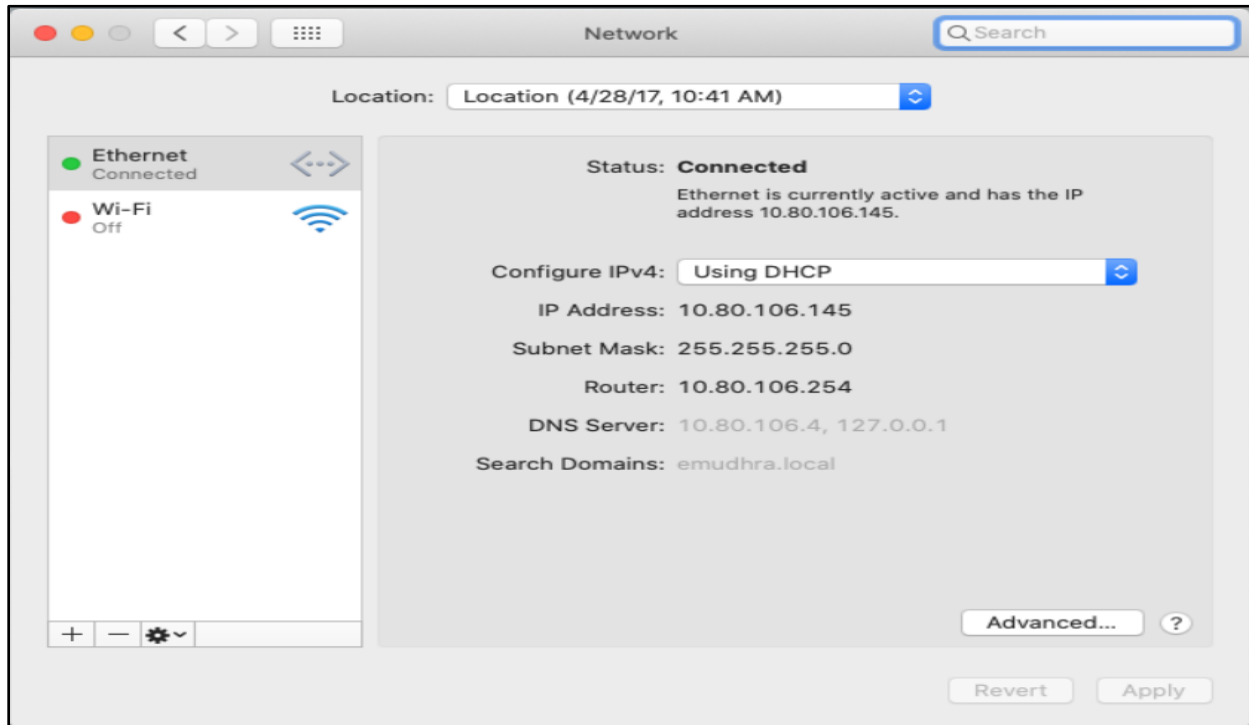 Network
Search
Location: Location (4/28/17, 10:41 AM)
Ethernet
Connected
Wi-Fi
Off
Status: Connected
Ethernet is currently active and has the IP
address 10.80.106.145.
Configure IPv4: Using DHCP
IP Address: 10.80.106.145
Subnet Mask: 255.255.255.0
Router: 10.80.106.254
DNS Server: 10.80.106.4, 127.0.0.1
Search Domains: emudhra.local
Advanced... ?
Revert Apply